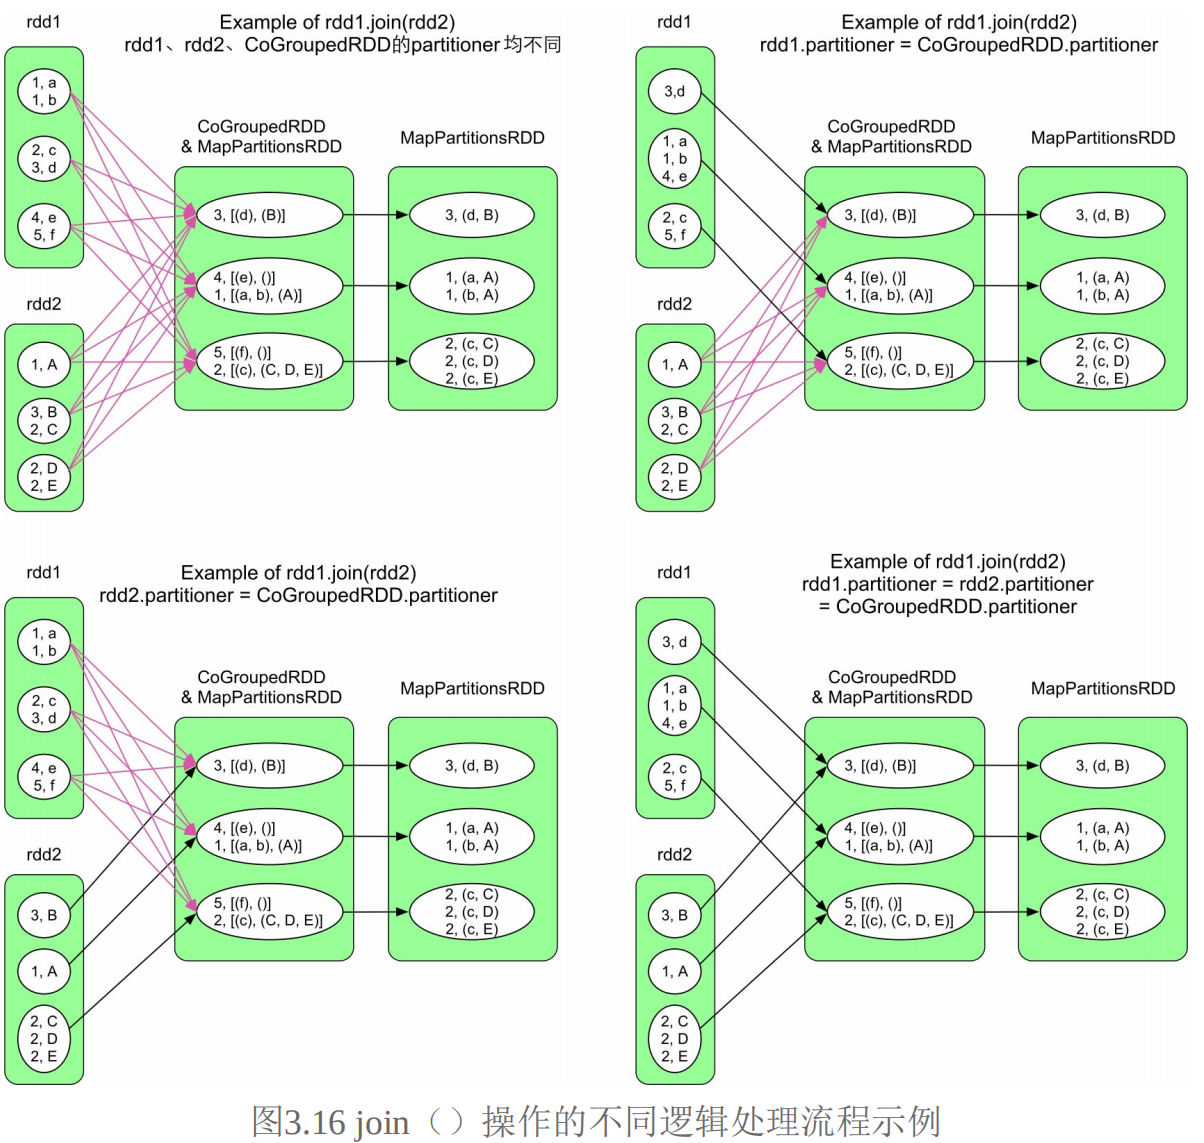 rdd1
Example of rdd1.join(rdd2)
rdd1、rdd2、CoGroupedRDD的partitioner 均不同
1, a
1, b
2, c
3, d
4, e
5, f
rdd2
1, A
3, B
2, C
2, D
2, E
CoGroupedRDD
& MapPartitionsRDD
3, [(d), (B)]
4, [(e), ()]
1, [(a, b), (A)]
5, [(f), ()]
2, [(c), (C, D, E)]
MapPartitionsRDD
3, (d, B)
1, (a, A)
1, (b, A)
2, (c, C)
2, (c, D)
2, (c, E)
rdd1
Example of rdd1.join(rdd2)
rdd1.partitioner = CoGroupedRDD.partitioner
3,d
1, a
1, b
4, e
2, c
5, f
rdd2
1, A
3, B
2, C
2, D
2, E
CoGroupedRDD
& MapPartitionsRDD
3, [(d), (B)]
4, [(e), ()]
1, [(a, b), (A)]
5, [(f), ()]
2, [(c), (C, D, E)]
MapPartitionsRDD
3, (d, B)
1, (a, A)
1, (b, A)
2, (c, C)
2, (c, D)
2, (c, E)
rdd1
Example of rdd1.join(rdd2)
rdd2.partitioner = CoGroupedRDD.partitioner
1, a
1, b
2, c
3, d
4, e
5, f
rdd2
3, B
1, A
2, C
2, D
2, E
CoGroupedRDD
& MapPartitionsRDD
3, [(d), (B)]
4, [(e), ()]
1, [(a, b), (A)]
5, [(f), ()]
2, [(c), (C, D, E)]
MapPartitionsRDD
3, (d, B)
1, (a, A)
1, (b, A)
2, (c, C)
2, (c, D)
2, (c, E)
rdd1
Example of rdd1.join(rdd2)
rdd1.partitioner = rdd2.partitioner
= CoGroupedRDD.partitioner
3, d
1, a
1, b
4, e
2, c
5, f
rdd2
3, B
1, A
2, C
2, D
2, E
CoGroupedRDD
& MapPartitionsRDD
3, [(d), (B)]
4, [(e), ()]
1, [(a, b), (A)]
5, [(f), ()]
2, [(c), (C, D, E)]
MapPartitionsRDD
3, (d, B)
1, (a, A)
1, (b, A)
2, (c, C)
2, (c, D)
2, (c, E)
图3.16 join（）操作的不同逻辑处理流程示例